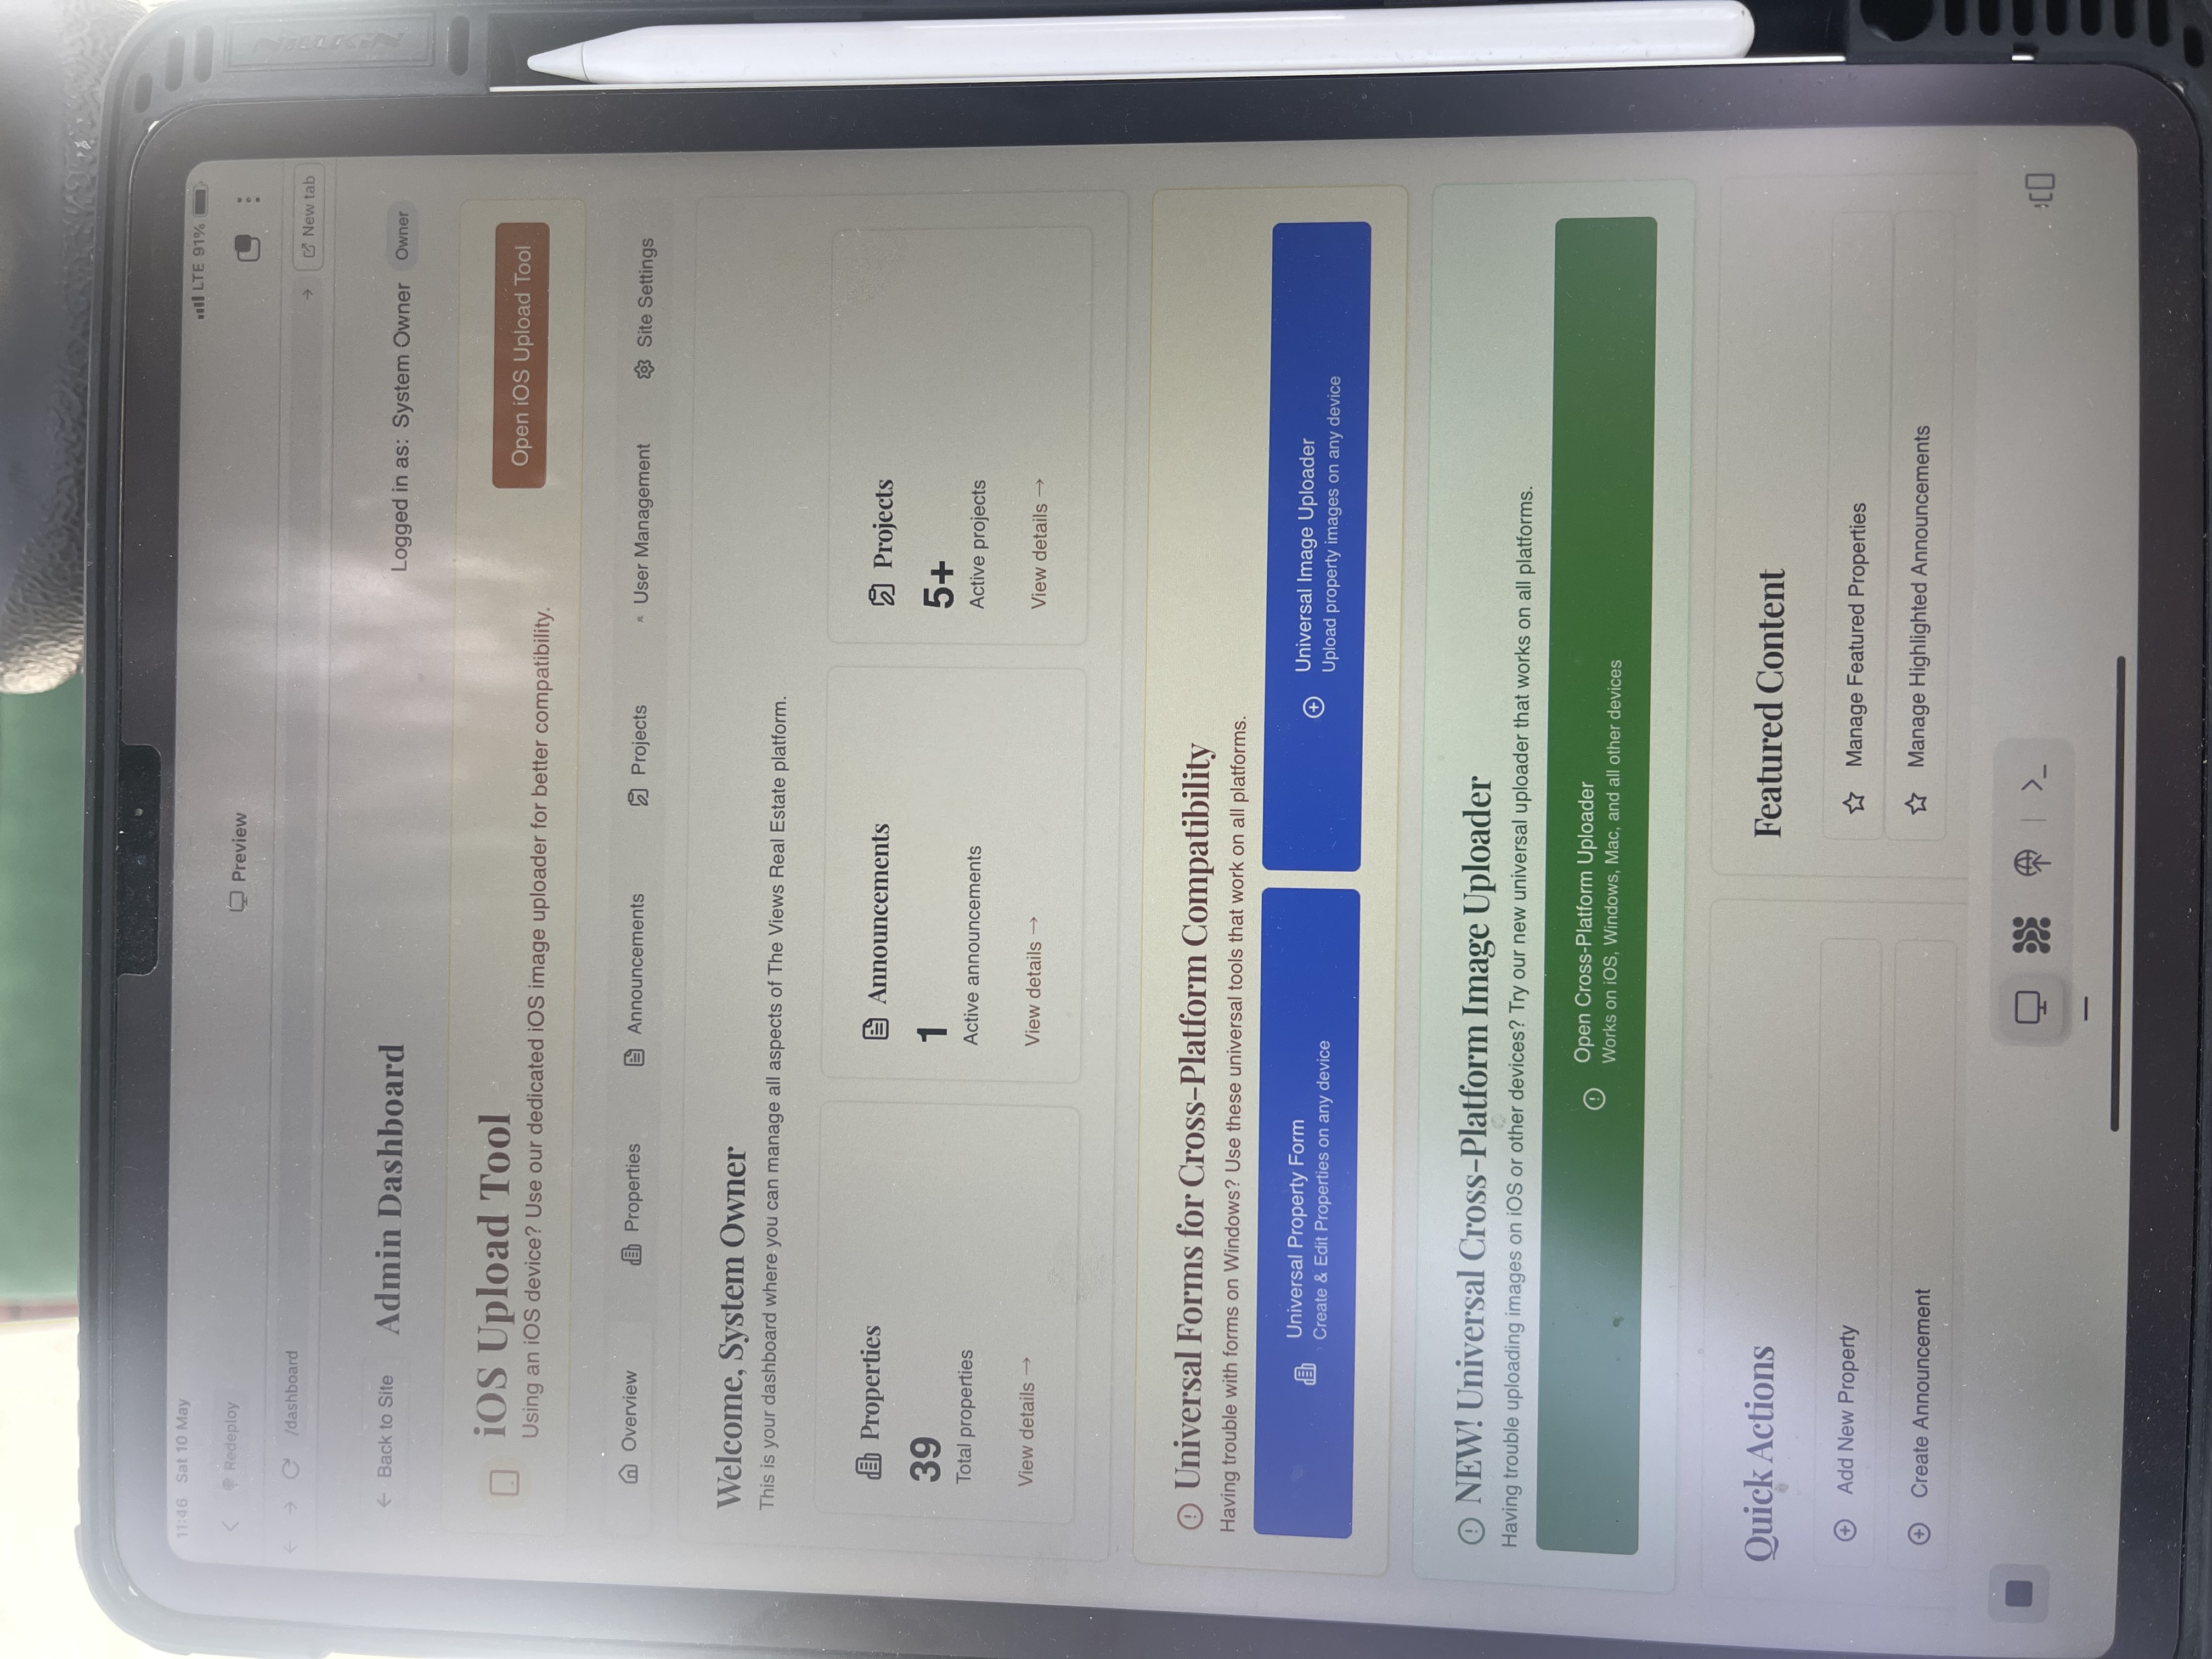 11:46 Sat 10 May
LTE 91%
Redeploy
Preview
/dashboard
New tab
Back to Site
Admin Dashboard
Logged in as: System Owner Owner
iOS Upload Tool
Using an iOS device? Use our dedicated iOS image uploader for better compatibility.
Open iOS Upload Tool
Overview
Properties
Announcements
Projects
User Management
Site Settings
Welcome, System Owner
This is your dashboard where you can manage all aspects of The Views Real Estate platform.
Properties
39
Total properties
View details →
Announcements
1
Active announcements
View details →
Projects
5+
Active projects
View details →
Universal Forms for Cross-Platform Compatibility
Having trouble with forms on Windows? Use these universal tools that work on all platforms.
Universal Property Form
Create & Edit Properties on any device
Universal Image Uploader
Upload property images on any device
NEW! Universal Cross-Platform Image Uploader
Having trouble uploading images on iOS or other devices? Try our new universal uploader that works on all platforms.
Open Cross-Platform Uploader
Works on iOS, Windows, Mac, and all other devices
Quick Actions
Add New Property
Create Announcement
Featured Content
Manage Featured Properties
Manage Highlighted Announcements